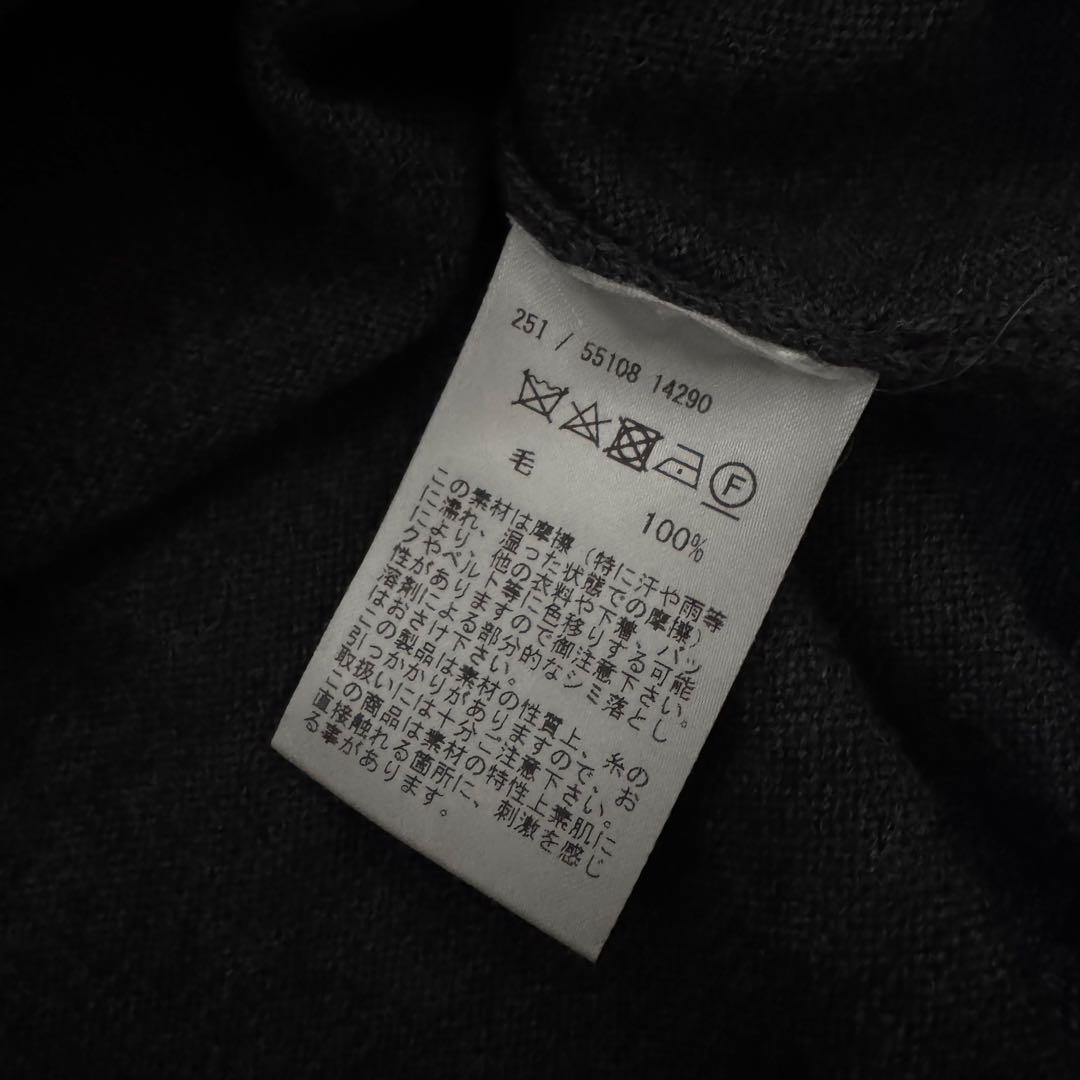 251 / 55108 14290
F
毛 100%
この素材は摩擦(特に汗や雨等
に濡れ、湿った状態での摩擦)
により、他の衣料や下着、バッ
クやベルト等に色移りする可能
性がありますので御注意下さい。
溶剤による部分的なシミ落とし
はおさけ下さい。
この製品は素材の性質上、糸の
引つかかりがありますので、お
取扱いには十分ご注意下さい。
この商品は素材の特性上素肌に
直接触れる箇所に、刺激を感じ
る事があります。